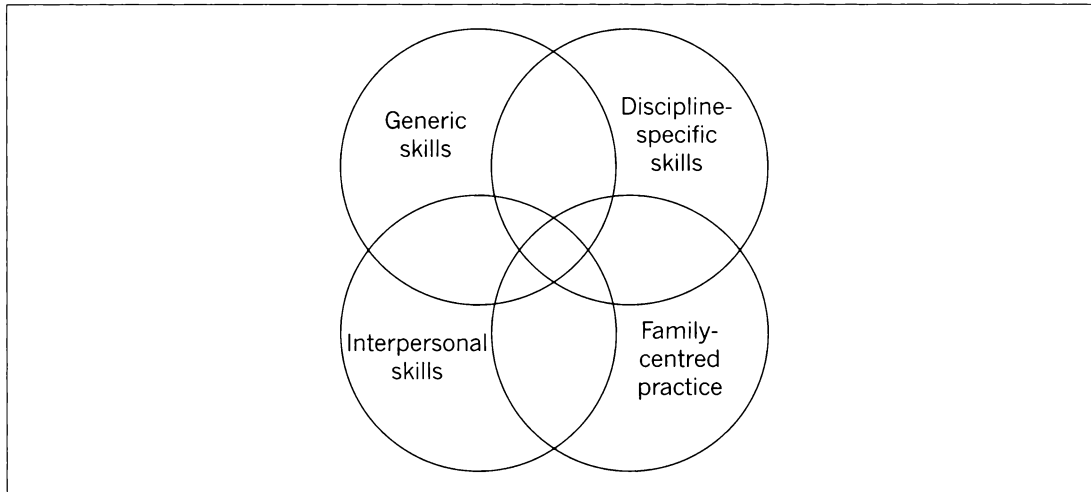 Generic
skills
Discipline-
specific
skills
Interpersonal
skills
Family-
centred
practice